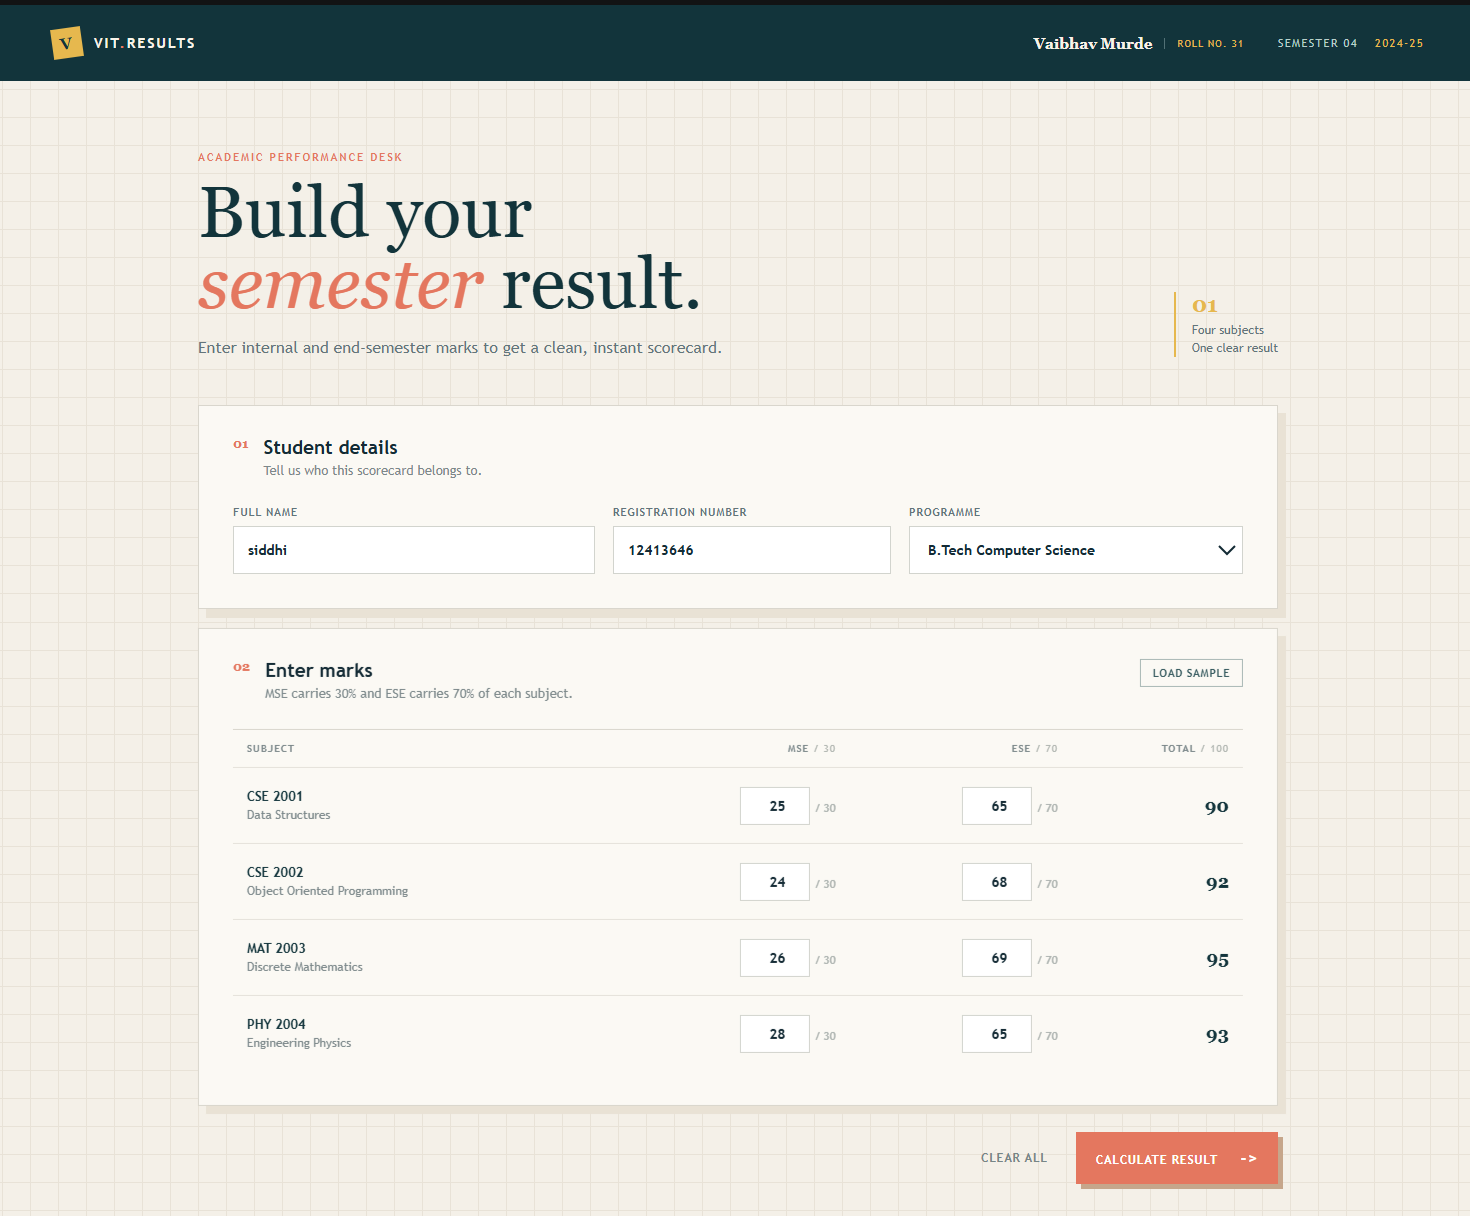 V VIT.RESULTS
Vaibhav Murde ROLL NO. 31 SEMESTER 04 2024-25
ACADEMIC PERFORMANCE DESK
Build your
semester result.
Enter internal and end-semester marks to get a clean, instant scorecard.
01
Four subjects
One clear result
01 Student details
Tell us who this scorecard belongs to.
FULL NAME REGISTRATION NUMBER PROGRAMME
siddhi 12413646 B.Tech Computer Science
02 Enter marks
MSE carries 30% and ESE carries 70% of each subject.
LOAD SAMPLE
SUBJECT MSE / 30 ESE / 70 TOTAL / 100
CSE 2001
Data Structures
25 / 30 65 / 70 90
CSE 2002
Object Oriented Programming
24 / 30 68 / 70 92
MAT 2003
Discrete Mathematics
26 / 30 69 / 70 95
PHY 2004
Engineering Physics
28 / 30 65 / 70 93
CLEAR ALL CALCULATE RESULT ->